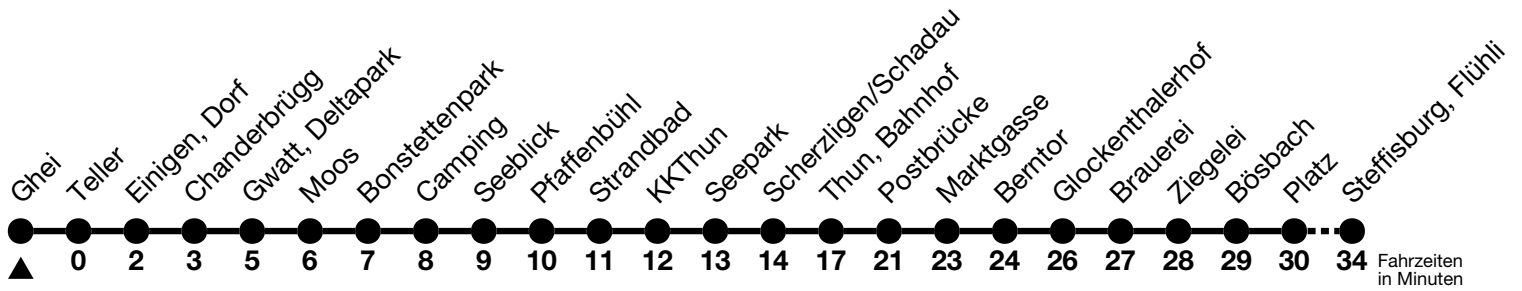 Ghei
Teller
Einigen, Dorf
Chanderbrügg
Gwatt, Deltapark
Moos
Bonstettenpark
Camping
Seeblick
Pfaffenbühl
Strandbad
KKThun
Seepark
Scherzligen/Schadau
Thun, Bahnhof
Postbrücke
Marktgasse
Berntor
Glockenthalerhof
Brauerei
Ziegelei
Bösbach
Platz
Steffisburg, Flühli
0 2 3 5 6 7 8 9 10 11 12 13 14 17 21 23 24 26 27 28 29 30 34 Fahrzeiten
in Minuten